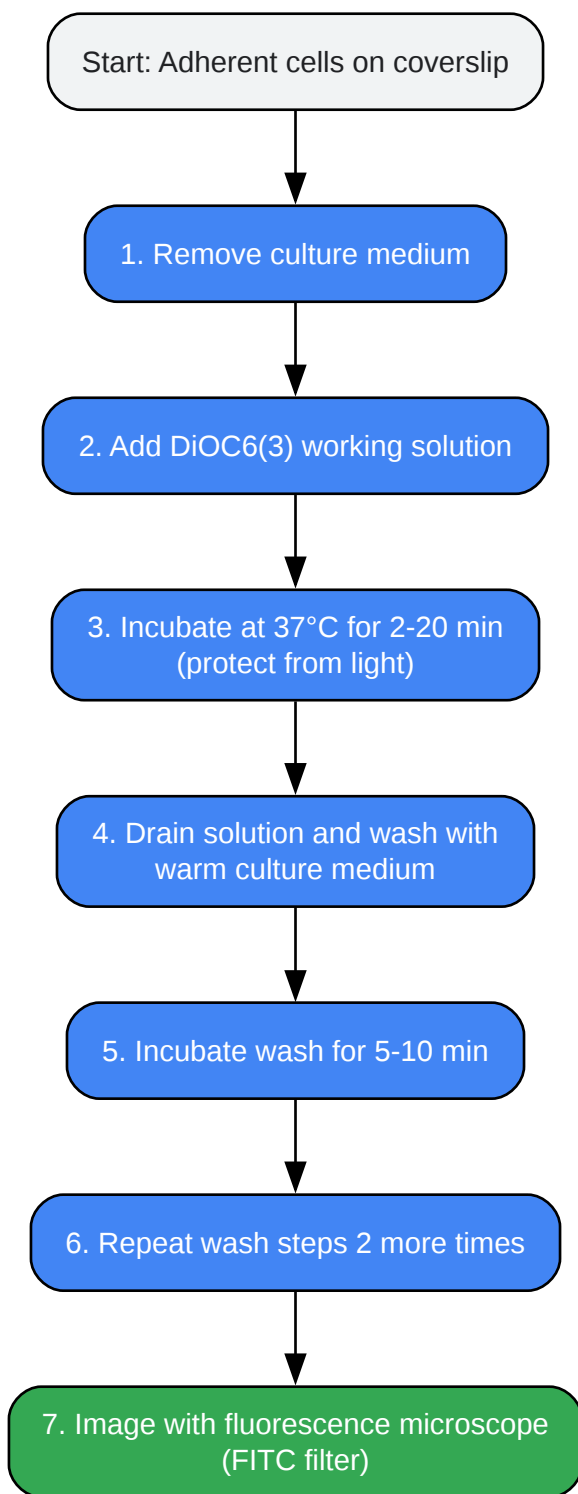 Start: Adherent cells on coverslip
1. Remove culture medium
2. Add DiOC6(3) working solution
3. Incubate at 37°C for 2-20 min
(protect from light)
4. Drain solution and wash with
warm culture medium
5. Incubate wash for 5-10 min
6. Repeat wash steps 2 more times
7. Image with fluorescence microscope
(FITC filter)